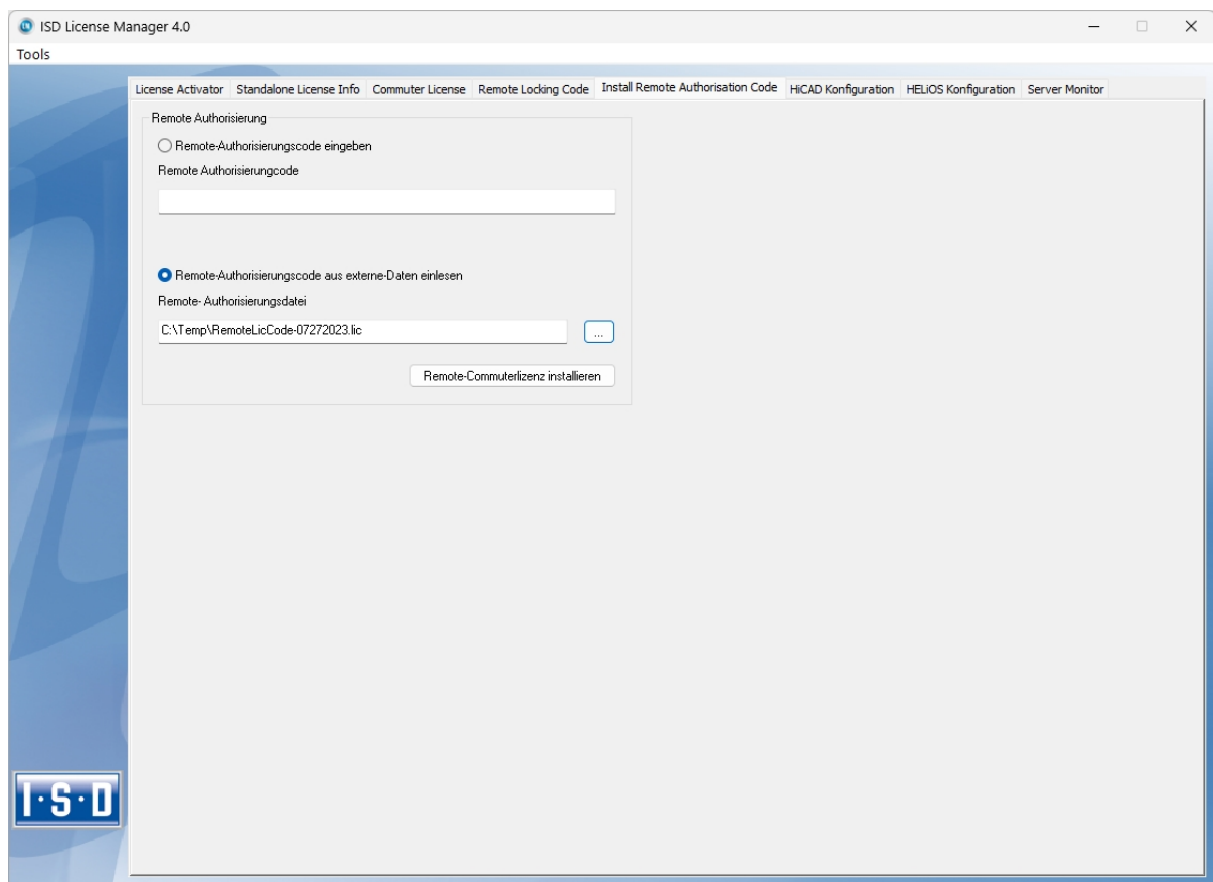 ISD License Manager 4.0
Tools
License Activator Standalone License Info Commuter License Remote Locking Code Install Remote Authorisation Code HiCAD Konfiguration HELiOS Konfiguration Server Monitor
Remote Authorisierung
Remote-Authorisierungscode eingeben
Remote Authorisierungcode
Remote-Authorisierungscode aus externe-Daten einlesen
Remote- Authorisierungsdatei
C:\Temp\RemoteLicCode-07272023.lic
...
Remote-Commuterlizenz installieren
I·S·D